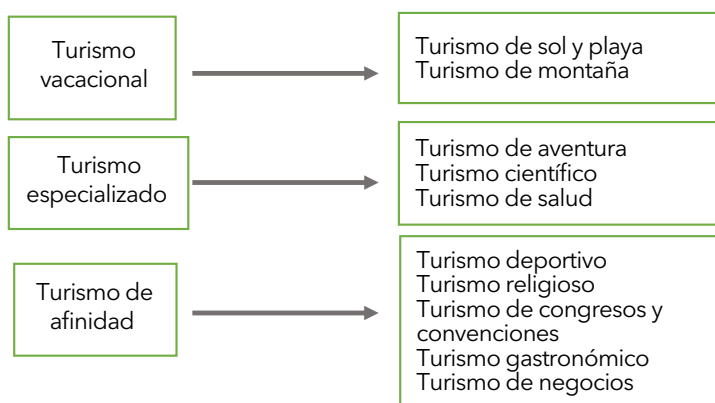 Turismo
vacacional
Turismo de sol y playa
Turismo de montaña
Turismo
especializado
Turismo de aventura
Turismo científico
Turismo de salud
Turismo de
afinidad
Turismo deportivo
Turismo religioso
Turismo de congresos y
convenciones
Turismo gastronómico
Turismo de negocios